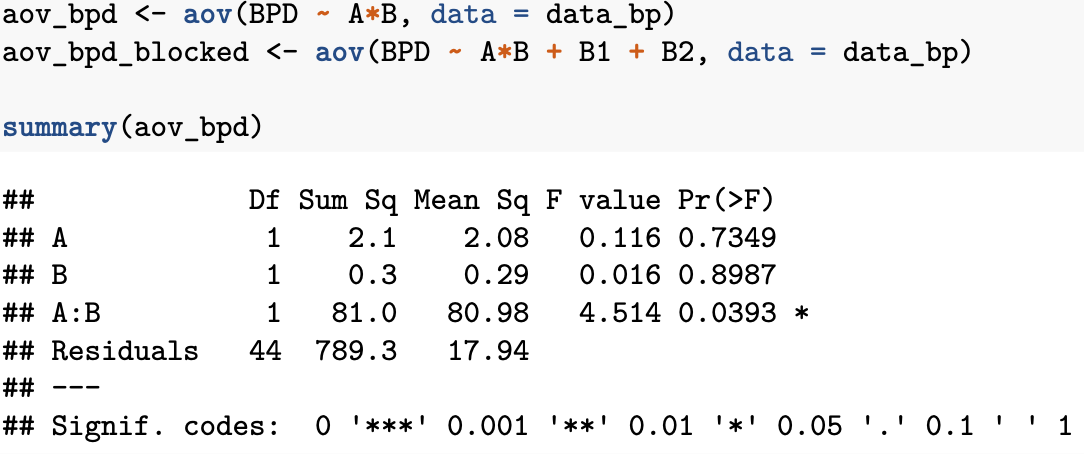 aov_bpd <- aov(BPD ~ A*B, data = data_bp)
aov_bpd_blocked <- aov(BPD ~ A*B + B1 + B2, data = data_bp)
summary(aov_bpd)
##             Df Sum Sq Mean Sq F value Pr(>F)
## A            1    2.1    2.08   0.116 0.7349
## B            1    0.3    0.29   0.016 0.8987
## A:B          1   81.0   80.98   4.514 0.0393 *
## Residuals   44  789.3   17.94
## ---
## Signif. codes:  0 '***' 0.001 '**' 0.01 '*' 0.05 '.' 0.1 ' ' 1